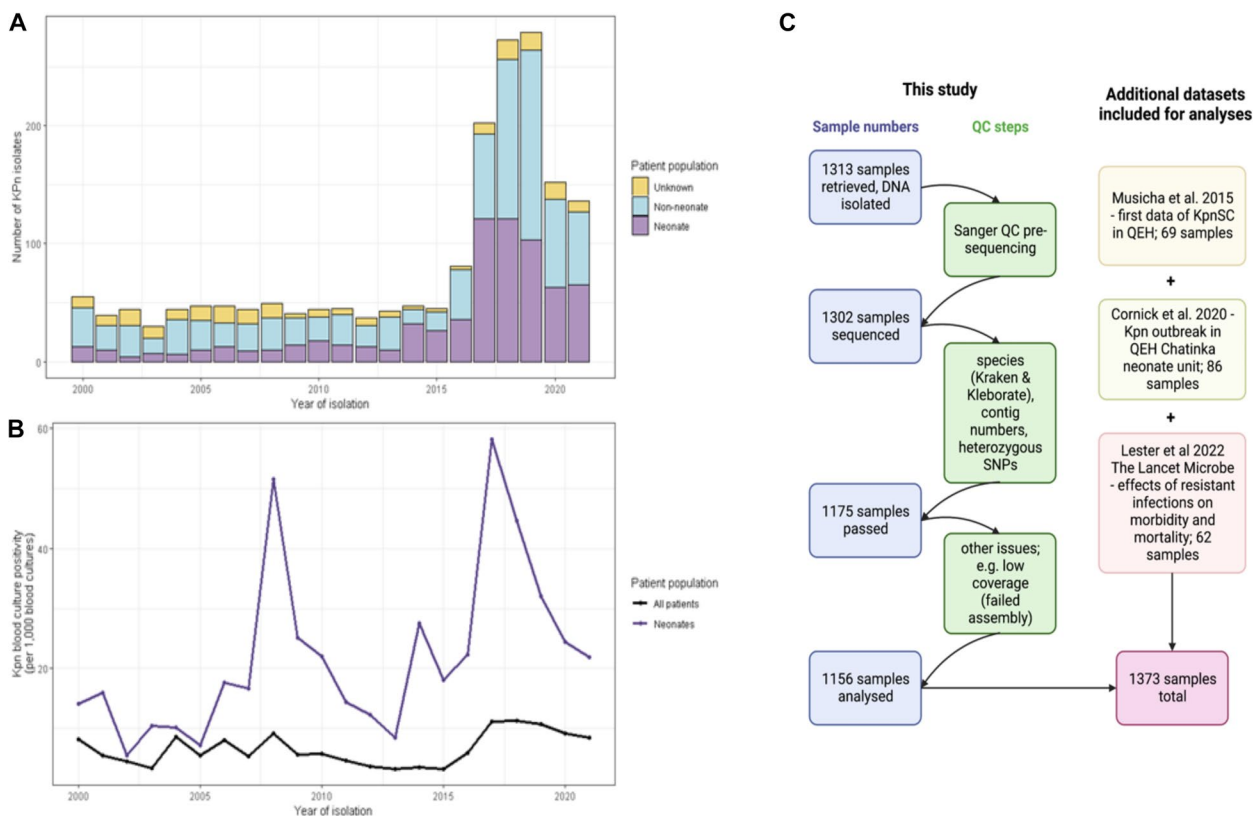 A
Number of KPn isolates
200
100
0
2000
2005
2010
2015
2020
Year of isolation
Patient population
Unknown
Non-neonate
Neonate
B
Kpn blood culture positivity
(per 1,000 blood cultures)
60
40
20
2000
2005
2010
2015
2020
Year of isolation
Patient population
All patients
Neonates
C
This study
Sample numbers
QC steps
1313 samples
retrieved, DNA
isolated
Sanger QC pre-
sequencing
1302 samples
sequenced
species
(Kraken &
Kleborate),
contig
numbers,
heterozygous
SNPs
1175 samples
passed
other issues;
e.g. low
coverage
(failed
assembly)
1156 samples
analysed
Additional datasets
included for analyses
Musicha et al. 2015
- first data of KpnSC
in QEH; 69 samples
+
Cornick et al. 2020 -
Kpn outbreak in
QEH Chatinka
neonate unit; 86
samples
+
Lester et al 2022
The Lancet Microbe
- effects of resistant
infections on
morbidity and
mortality; 62
samples
1373 samples
total